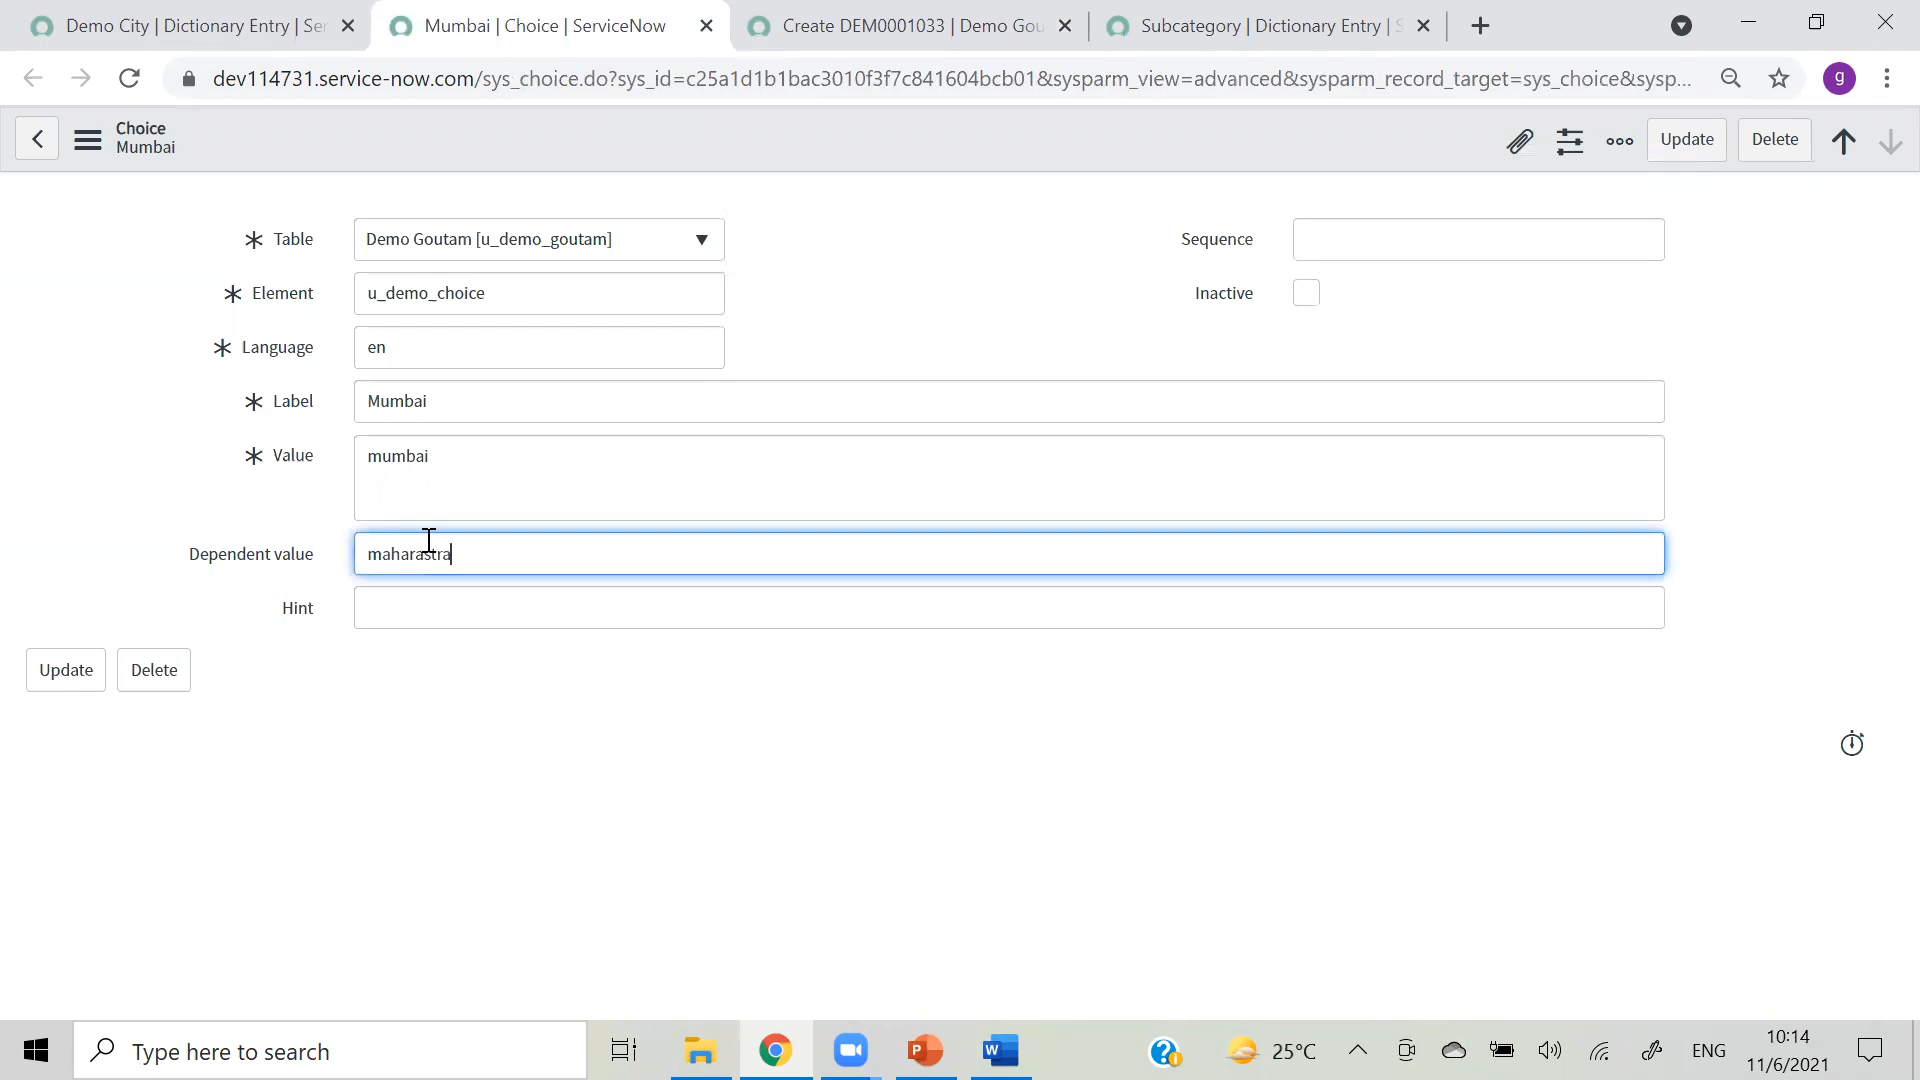 Demo City | Dictionary Entry | Ser
Mumbai | Choice | ServiceNow
Create DEM0001033 | Demo Gou
Subcategory | Dictionary Entry | S
dev114731.service-now.com/sys_choice.do?sys_id=c25a1d1b1bac3010f3f7c841604bcb01&sysparm_view=advanced&sysparm_record_target=sys_choice&sysp...
g
Choice
Mumbai
Update
Delete
Table
Demo Goutam [u_demo_goutam]
Sequence
Element
u_demo_choice
Inactive
Language
en
Label
Mumbai
Value
mumbai
Dependent value
maharastra
Hint
Update
Delete
Type here to search
P
W
25°C
ENG
10:14
11/6/2021